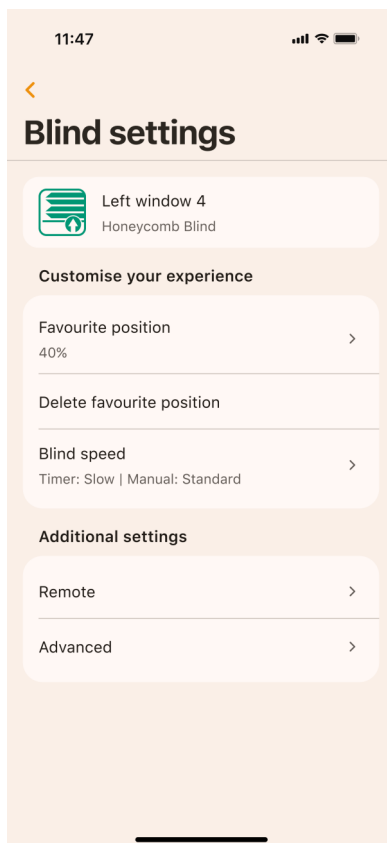 11:47
Blind settings
Left window 4
Honeycomb Blind
Customise your experience
Favourite position
40%
Delete favourite position
Blind speed
Timer: Slow | Manual: Standard
Additional settings
Remote
Advanced